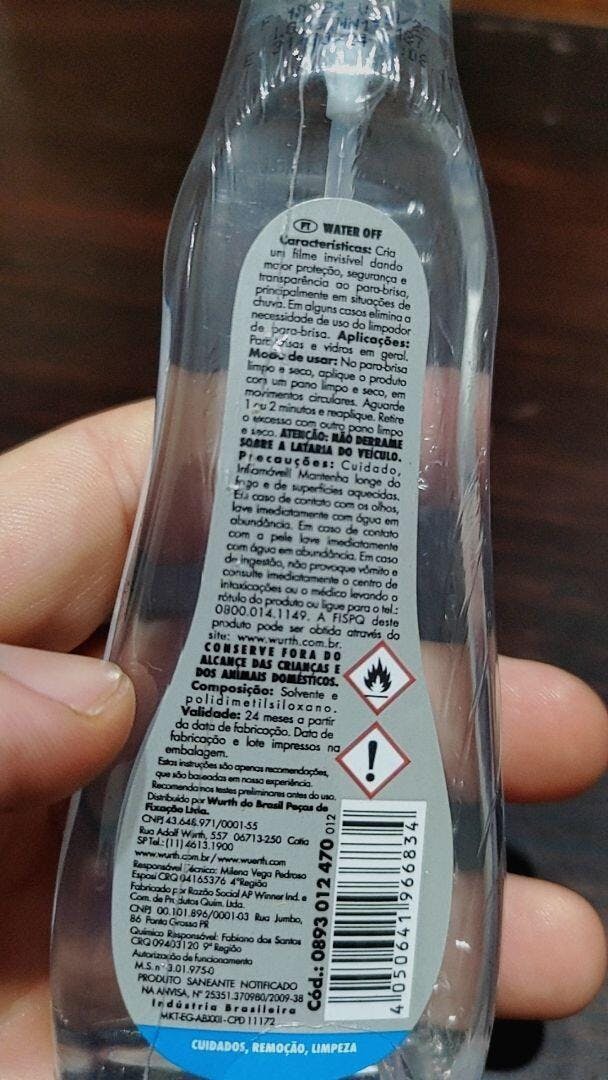 PT WATER OFF
Características: Cria
um filme invisível dando
maior proteção, segurança e
transparência ao para-brisa,
principalmente em situações de
chuva. Em alguns casos elimina a
necessidade de uso do limpador
de para-brisa. Aplicações:
Para-brisas e vidros em geral.
Modo de usar: No para-brisa
limpo e seco, aplique o produto
com um pano limpo e seco, em
movimentos circulares. Aguarde
1 ou 2 minutos e reaplique. Retire
o excesso com outro pano limpo
e seco. ATENÇÃO: NÃO DERRAME
SOBRE A LATARIA DO VEÍCULO.
Precauções: Cuidado,
Inflamável! Mantenha longe do
fogo e de superfícies aquecidas.
Em caso de contato com os olhos,
lave imediatamente com água em
abundância. Em caso de contato
com a pele lave imediatamente
com água em abundância. Em caso
de ingestão, não provoque vômito e
consulte imediatamente o centro de
intoxicações ou o médico levando o
rótulo do produto ou ligue para o tel.:
0800.014.1149. A FISPQ deste
produto pode ser obtida através do
site: www.wurth.com.br.
CONSERVE FORA DO
ALCANCE DAS CRIANÇAS E
DOS ANIMAIS DOMÉSTICOS.
Composição: Solvente e
polidimetilsiloxano.
Validade: 24 meses a partir
da data de fabricação. Data de
fabricação e lote impressos na
embalagem.
Estas instruções são apenas recomendações,
que são baseadas em nossa experiência.
Recomenda-nos testes preliminares antes do uso.
Distribuído por Wurth do Brasil Peças de
Fixação Ltda.
CNPJ 43.648.971/0001-55
Rua Adolf Wurth, 557 06713-250 Cotia
SP Tel.: (11) 4613.1900
www.wurth.com.br / www.wuerth.com
Responsável Técnico: Milena Vega Pedroso
Esposi CRQ 04165376 4ªRegião
Fabricado por Razão Social AP Winner Ind. e
Com. de Produtos Quím. Ltda.
CNPJ 00.101.896/0001-03 Rua Jumbo,
86 Ponta Grossa PR
Químico Responsável: Fabiano dos Santos
CRQ 09403120 9ª Região
Autorização de funcionamento
M.S. nº 3.01.975-0
PRODUTO SANEANTE NOTIFICADO
NA ANVISA, Nº 25351.370980/2009-38
Indústria Brasileira
MKT-EG-ABXXII - CPD 11172
Cód.: 0893 012 470 012
4 050641 966834
CUIDADOS, REMOÇÃO, LIMPEZA